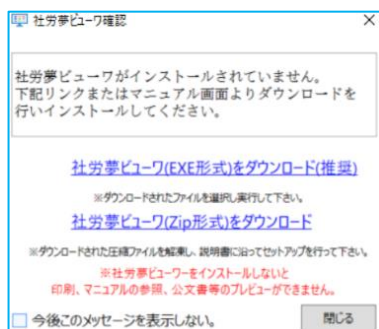 社労夢ビューワ確認
社労夢ビューワがインストールされていません。
下記リンクまたはマニュアル画面よりダウンロードを
行いインストールしてください。
社労夢ビューワ(EXE形式)をダウンロード(推奨)
※ダウンロードされたファイルを選択し実行して下さい。
社労夢ビューワ(Zip形式)をダウンロード
※ダウンロードされた圧縮ファイルを解凍し、説明書に沿ってセットアップを行って下さい。
※社労夢ビューワーをインストールしないと
印刷、マニュアルの参照、公文書等のプレビューができません。
今後このメッセージを表示しない。 閉じる